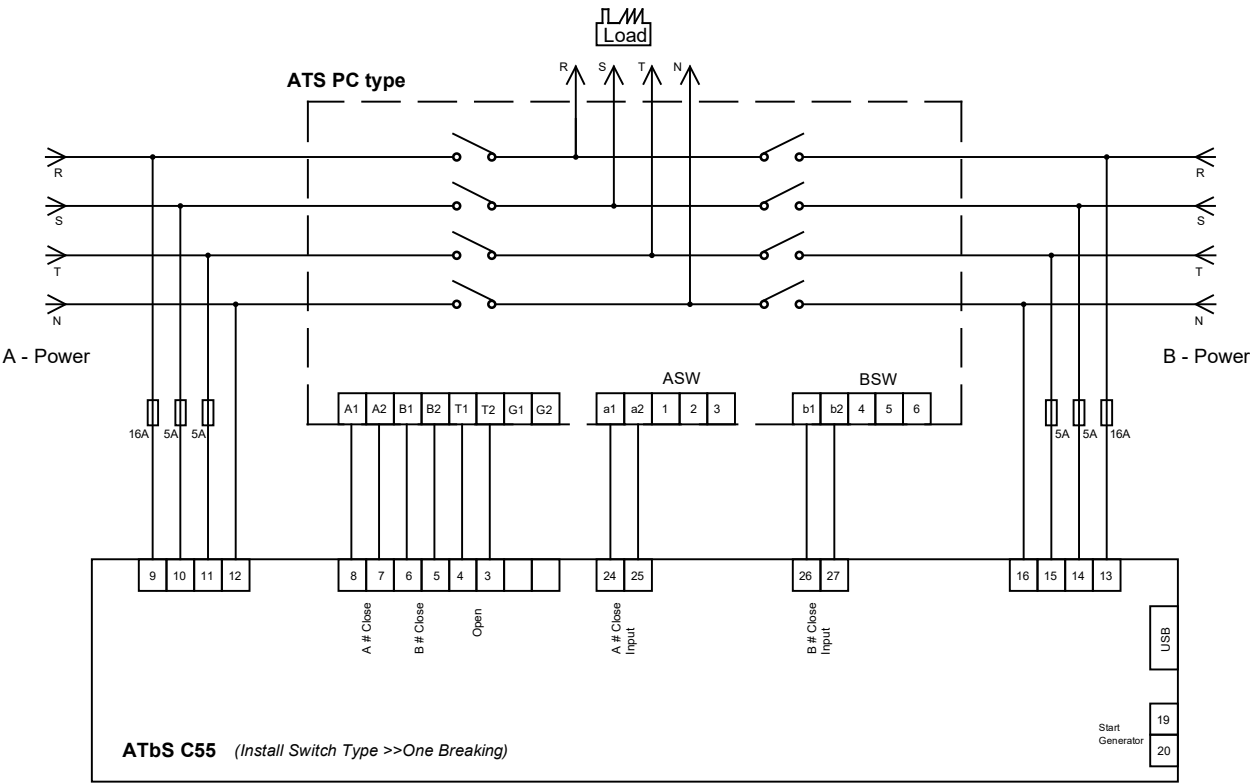 Load
ATS PC type
R S T N
R R
S S
T T
N N
A - Power B - Power
ASW BSW
A1 A2 B1 B2 T1 T2 G1 G2 a1 a2 1 2 3 b1 b2 4 5 6
16A 5A 5A 5A 5A 16A
9 10 11 12 8 7 6 5 4 3 24 25 26 27 16 15 14 13
A # Close
B # Close
Open
A # Close
Input
B # Close
Input
USB
Start
Generator
19
20
ATbS C55 (Install Switch Type >>One Breaking)